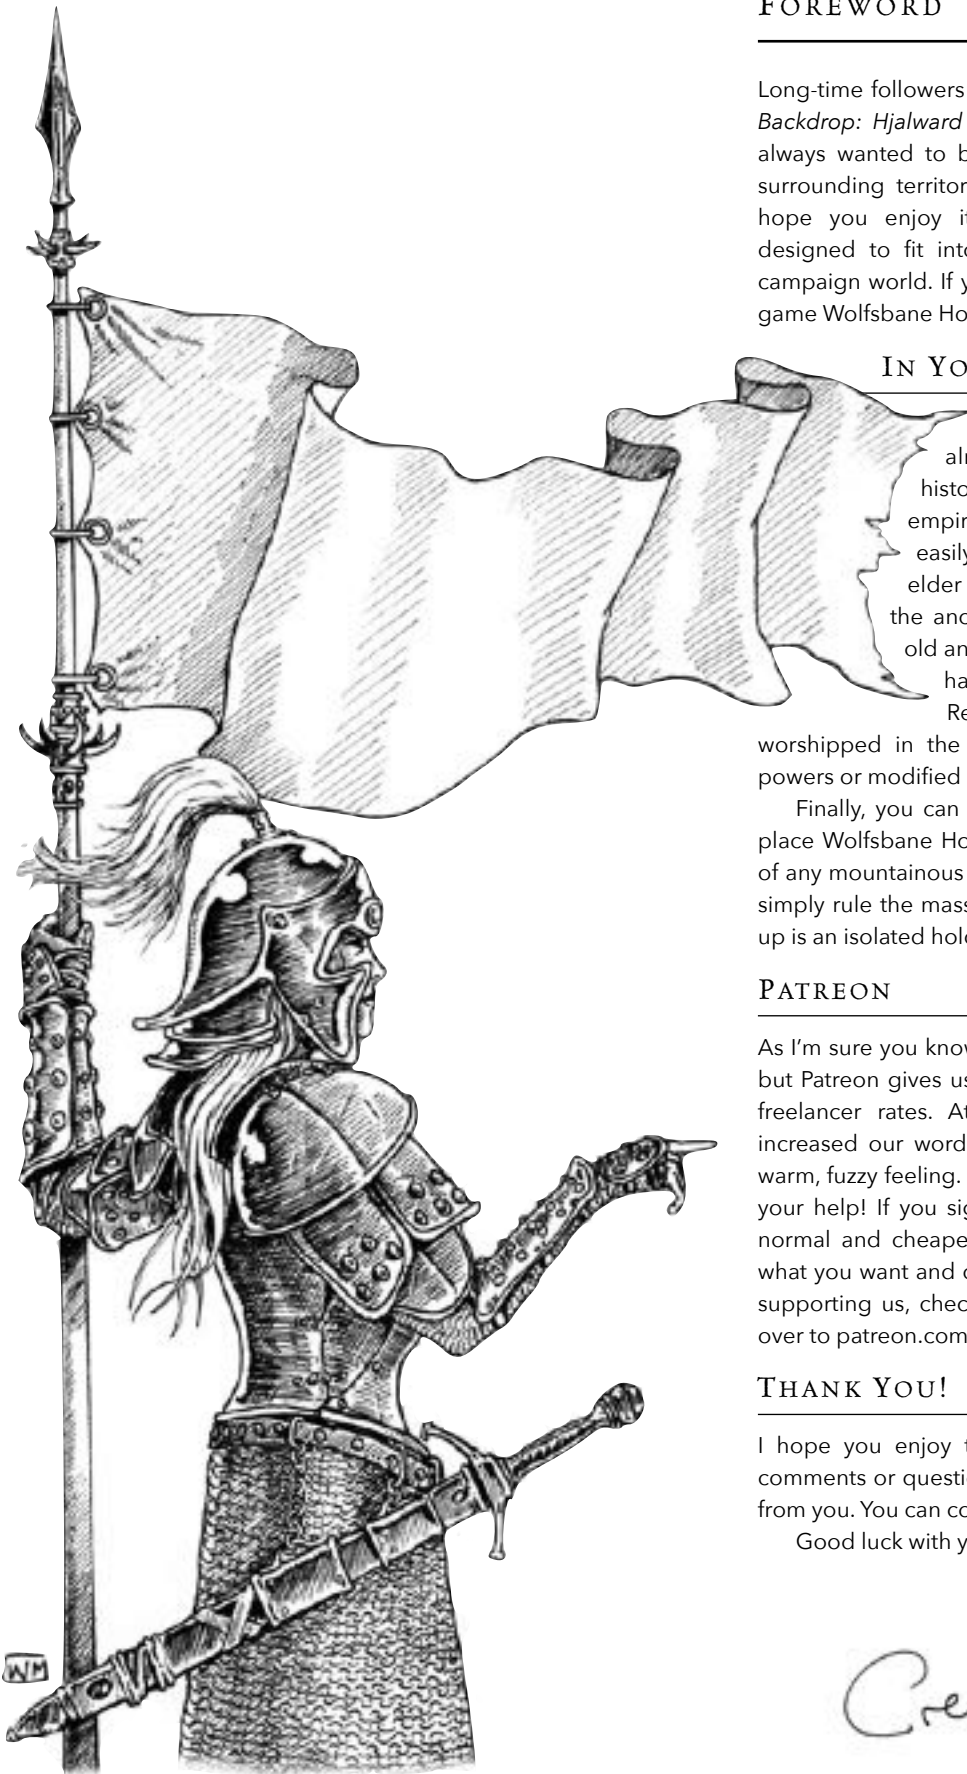 FOREWORD
Long-time followers
Backdrop: Hjalward
always wanted to b
surrounding territor
hope you enjoy it
designed to fit into
campaign world. If y
game Wolfsbane Ho
IN YO
alr
histo
empir
easily
elder
the anc
old an
ha
Re
worshipped in the
powers or modified
Finally, you can
place Wolfsbane Ho
of any mountainous
simply rule the mass
up is an isolated hold
PATREON
As I’m sure you know
but Patreon gives us
freelancer rates. At
increased our word
warm, fuzzy feeling.
your help! If you sig
normal and cheape
what you want and d
supporting us, chec
over to patreon.com
THANK YOU!
I hope you enjoy t
comments or questi
from you. You can co
Good luck with y
WM
Cre